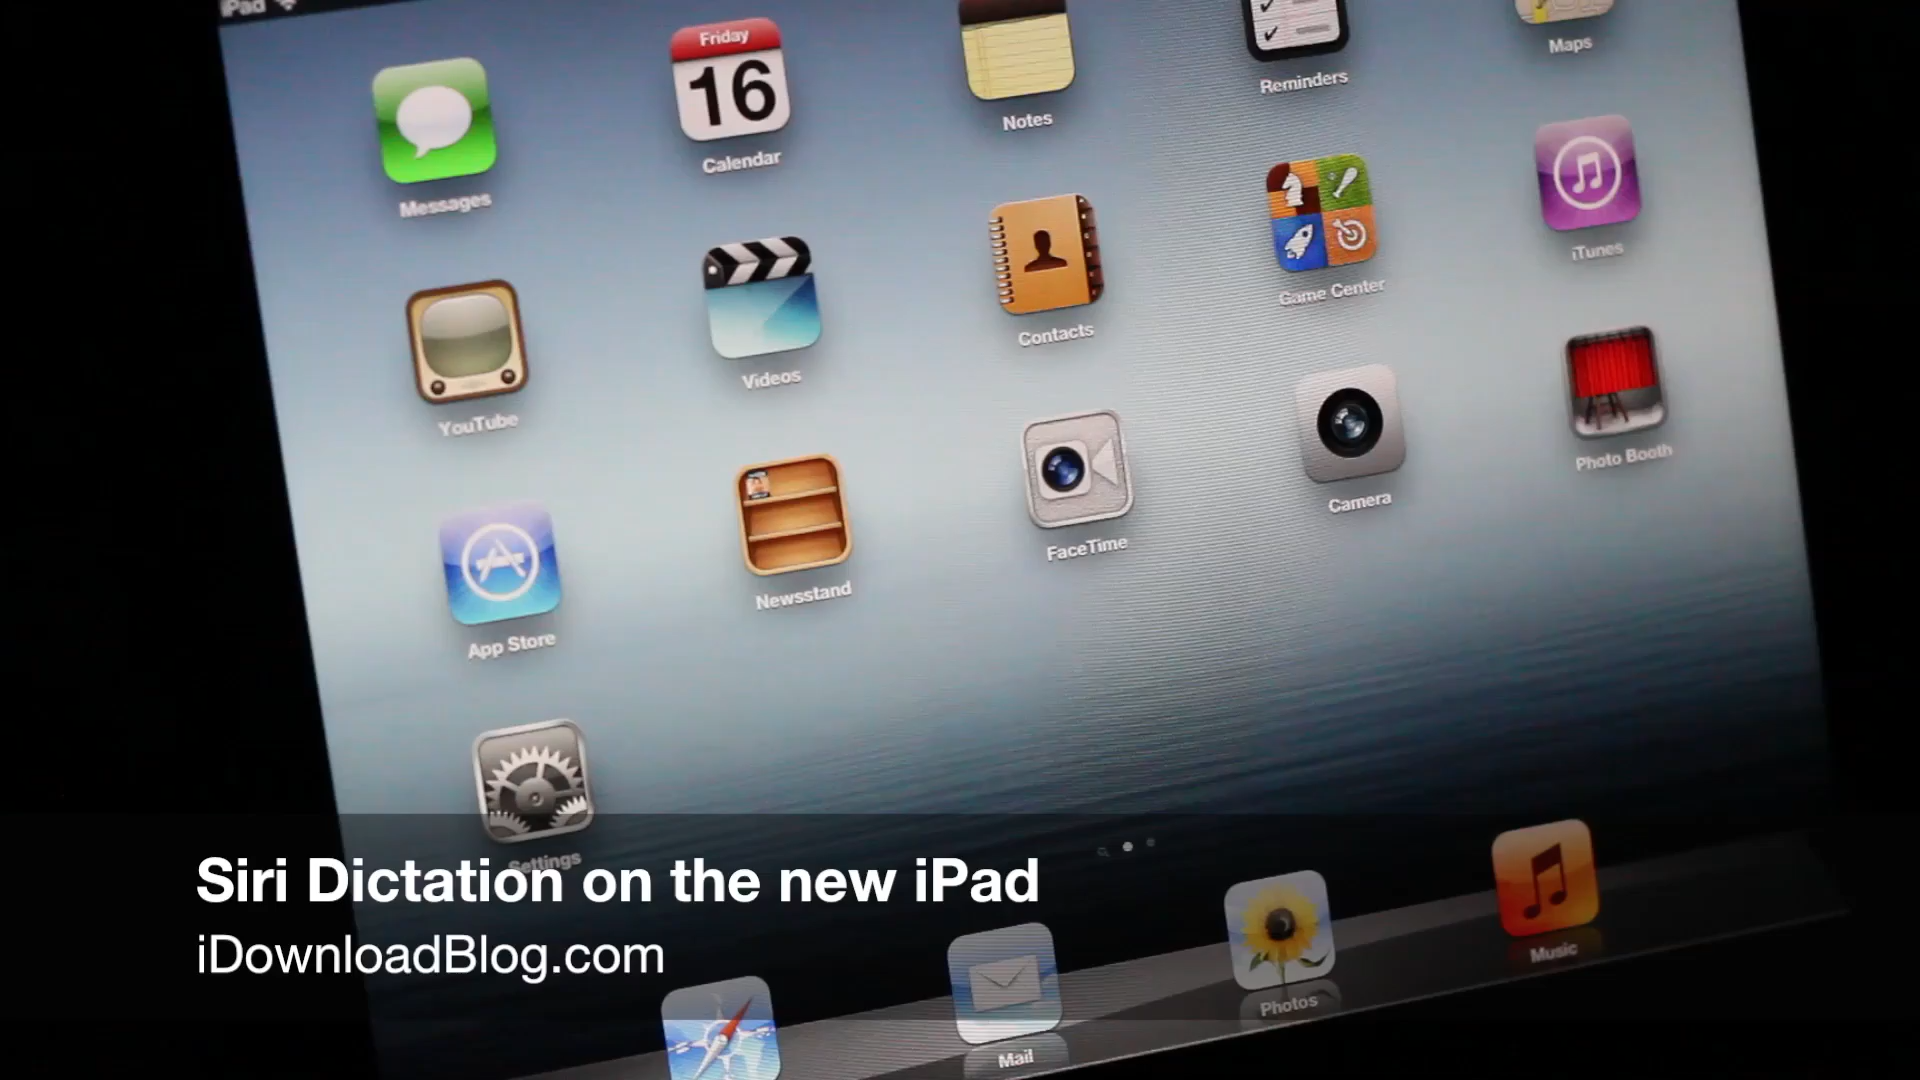 iPad
Friday
16
Messages
Calendar
Notes
Reminders
Maps
YouTube
Videos
Contacts
Game Center
iTunes
App Store
Newsstand
FaceTime
Camera
Photo Booth
Settings
Siri Dictation on the new iPad
iDownloadBlog.com
Mail
Photos
Music